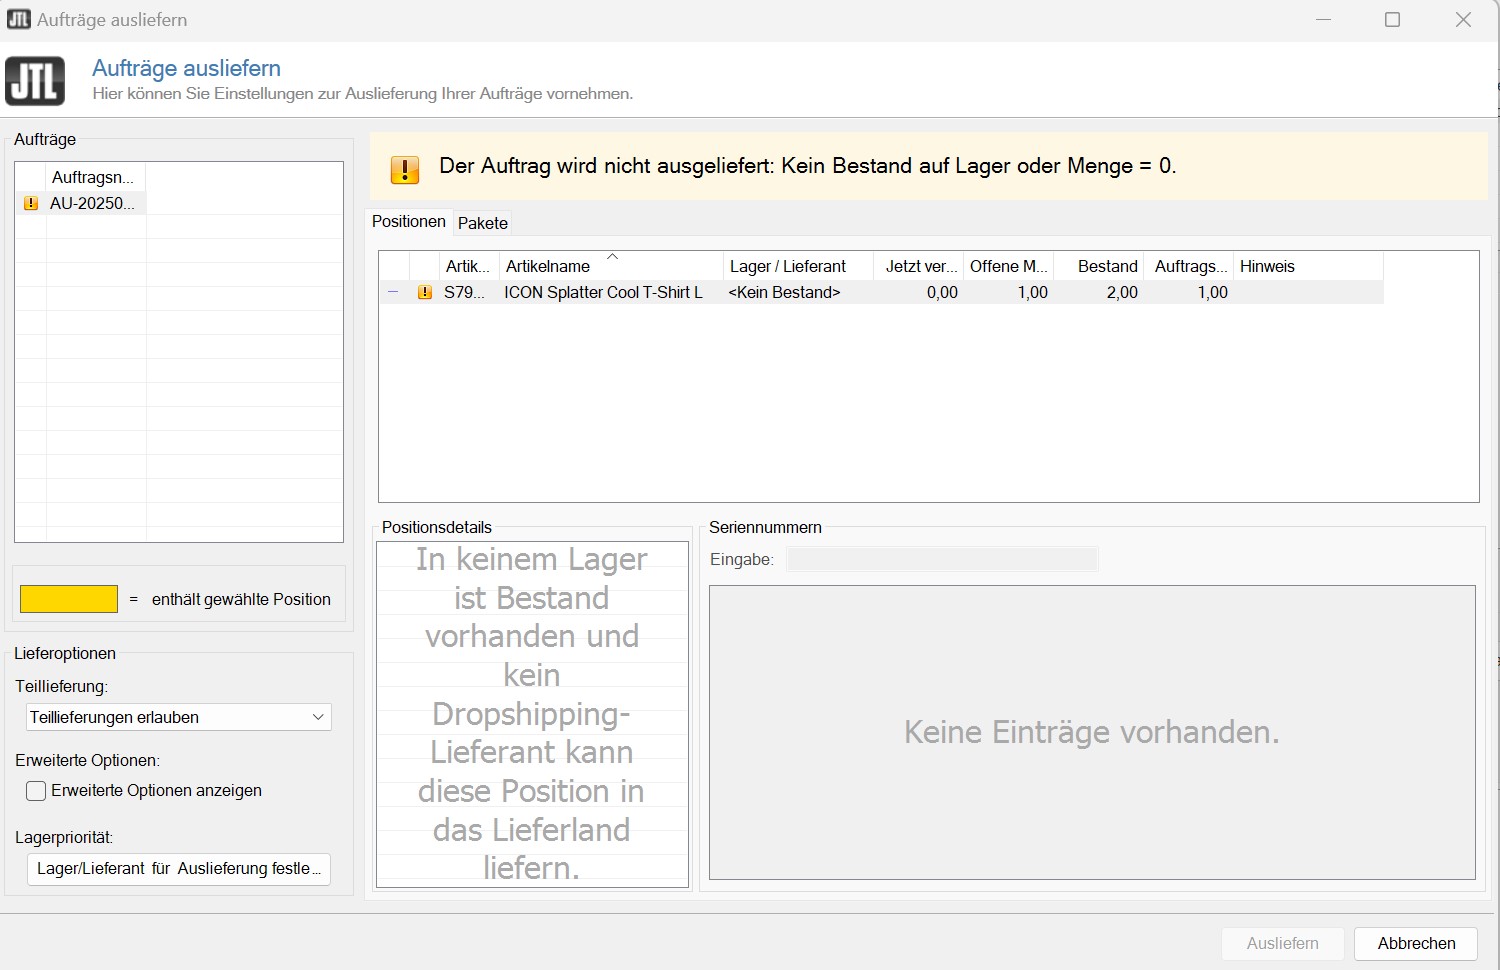 JTL Aufträge ausliefern
JTL
Aufträge ausliefern
Hier können Sie Einstellungen zur Auslieferung Ihrer Aufträge vornehmen.
Aufträge
Auftragsn...
AU-20250...
= enthält gewählte Position
Lieferoptionen
Teillieferung:
Teillieferungen erlauben
Erweiterte Optionen:
Erweiterte Optionen anzeigen
Lagerpriorität:
Lager/Lieferant für Auslieferung festle...
Der Auftrag wird nicht ausgeliefert: Kein Bestand auf Lager oder Menge = 0.
Positionen Pakete
Artik... Artikelname Lager / Lieferant Jetzt ver... Offene M... Bestand Auftrags... Hinweis
S79... ICON Splatter Cool T-Shirt L <Kein Bestand> 0,00 1,00 2,00 1,00
Positionsdetails
In keinem Lager
ist Bestand
vorhanden und
kein
Dropshipping-
Lieferant kann
diese Position in
das Lieferland
liefern.
Seriennummern
Eingabe:
Keine Einträge vorhanden.
Ausliefern Abbrechen